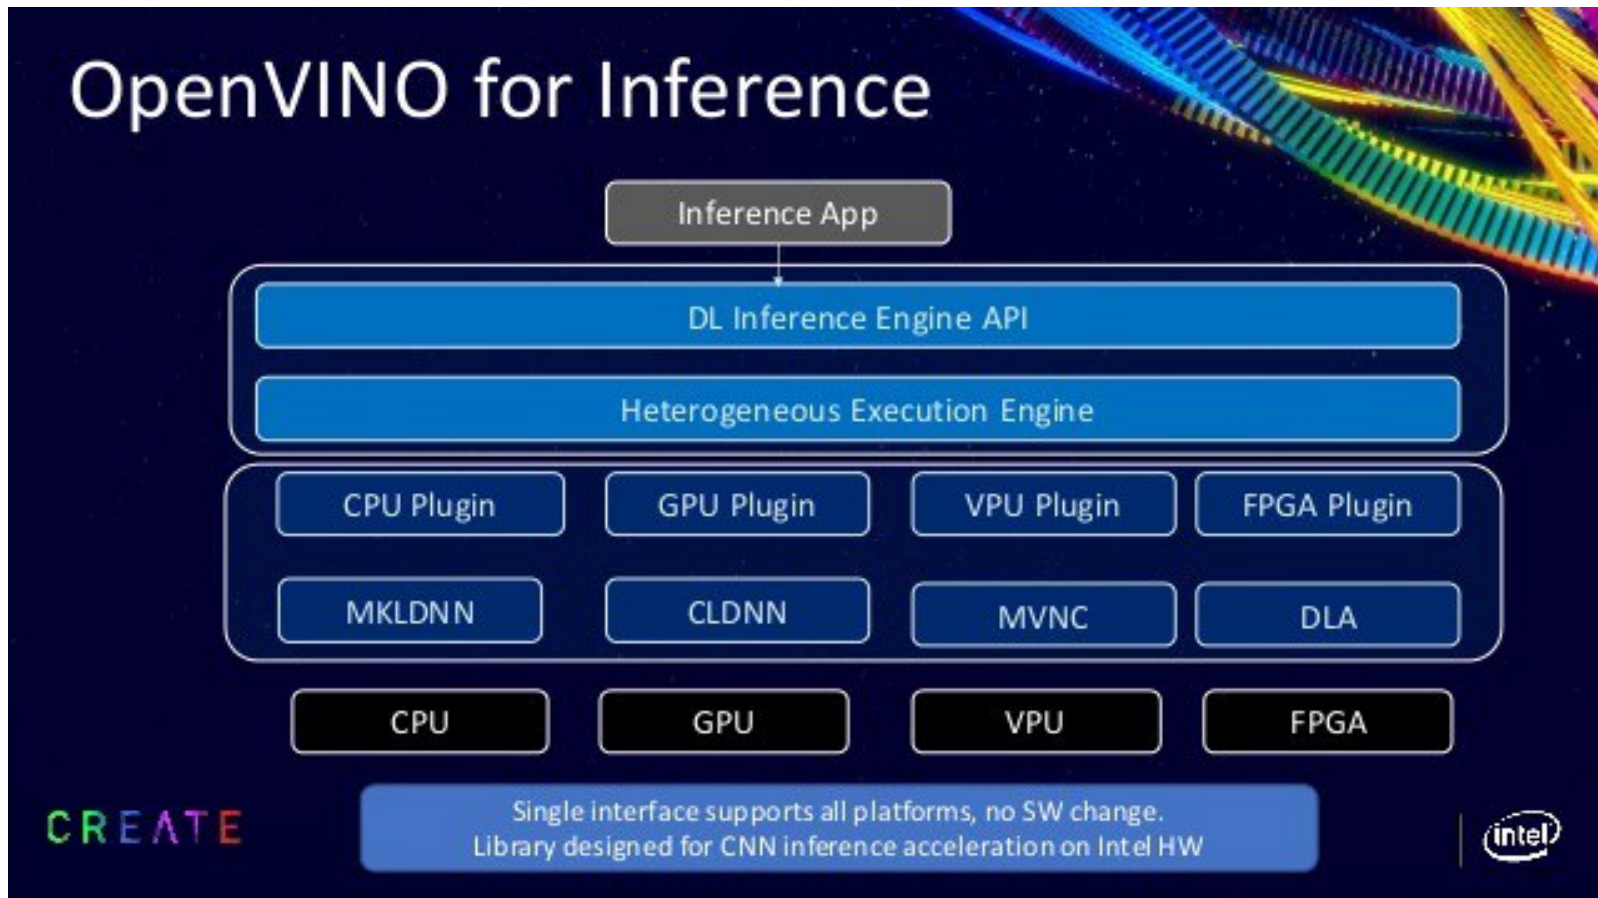 OpenVINO for Inference
Inference App
DL Inference Engine API
Heterogeneous Execution Engine
CPU Plugin
GPU Plugin
VPU Plugin
FPGA Plugin
MKLDNN
CLDNN
MVNC
DLA
CPU
GPU
VPU
FPGA
Single interface supports all platforms, no SW change.
Library designed for CNN inference acceleration on Intel HW
CREATE
intel